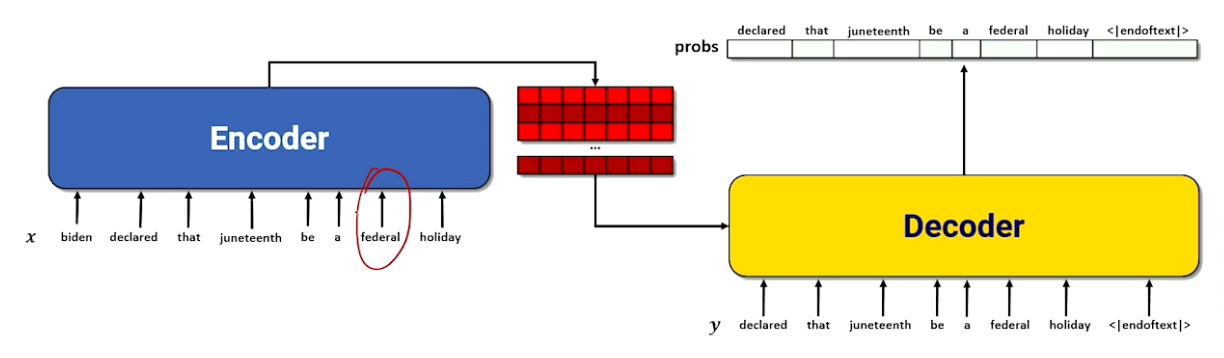 declared that juneteenth be a federal holiday <|endoftext|>
probs
Encoder
...
x biden declared that juneteenth be a federal holiday
Decoder
y declared that juneteenth be a federal holiday <|endoftext|>